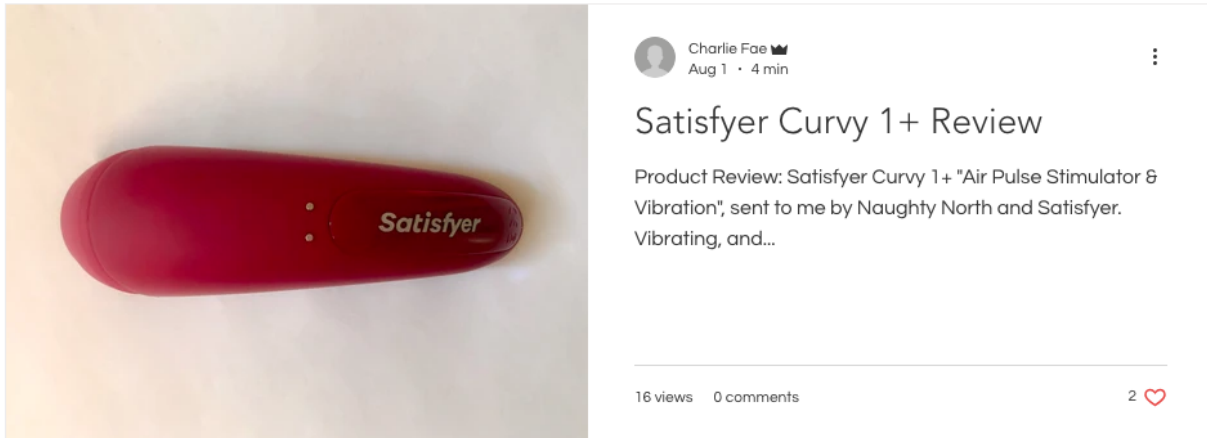 Satisfyer
Charlie Fae
Aug 1 · 4 min
Satisfyer Curvy 1+ Review
Product Review: Satisfyer Curvy 1+ "Air Pulse Stimulator &
Vibration", sent to me by Naughty North and Satisfyer.
Vibrating, and...
16 views 0 comments
2